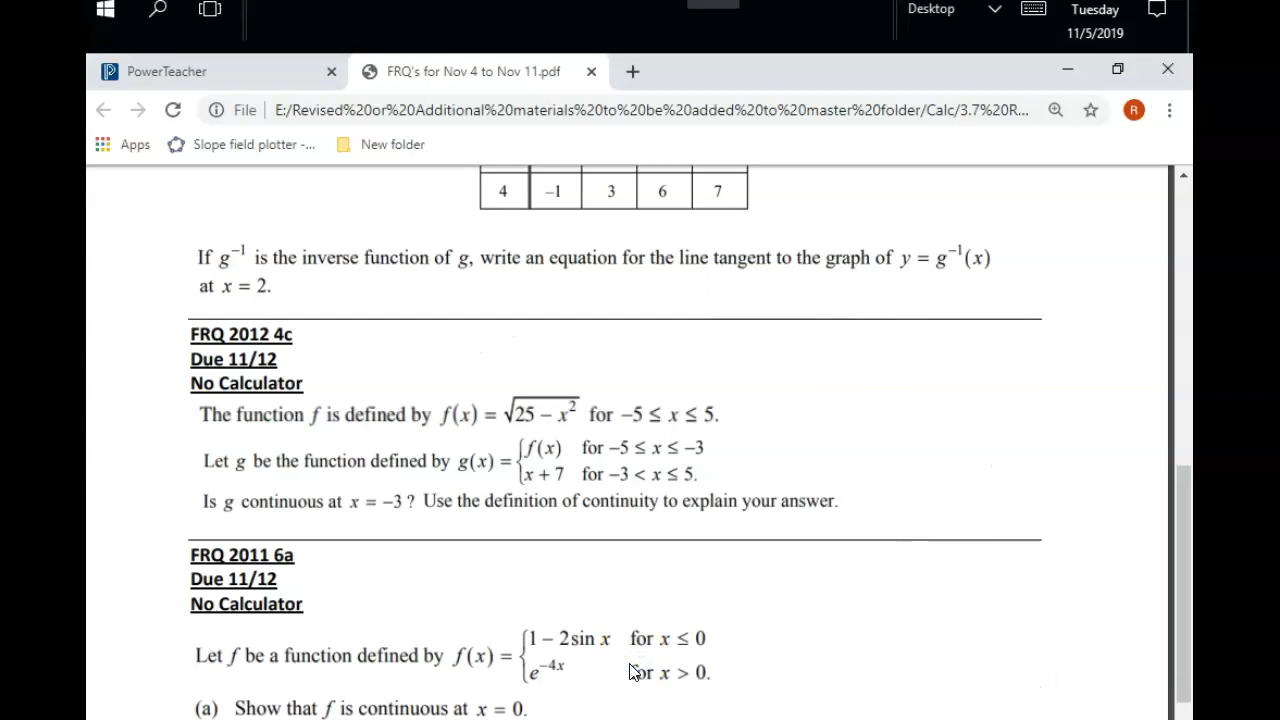 Desktop
Tuesday
11/5/2019
PowerTeacher
FRQ's for Nov 4 to Nov 11.pdf
File | E:/Revised%20or%20Additional%20materials%20to%20be%20added%20to%20master%20folder/Calc/3.7%20R...
R
Apps Slope field plotter -... New folder
4 –1 3 6 7
If g⁻¹ is the inverse function of g, write an equation for the line tangent to the graph of y = g⁻¹(x)
at x = 2.
FRQ 2012 4c
Due 11/12
No Calculator
The function f is defined by f(x) = √(25 – x²) for –5 ≤ x ≤ 5.
Let g be the function defined by g(x) = { f(x) for –5 ≤ x ≤ –3
x + 7 for –3 < x ≤ 5.
Is g continuous at x = –3 ? Use the definition of continuity to explain your answer.
FRQ 2011 6a
Due 11/12
No Calculator
Let f be a function defined by f(x) = { 1 – 2 sin x for x ≤ 0
e⁻⁴ˣ for x > 0.
(a) Show that f is continuous at x = 0.